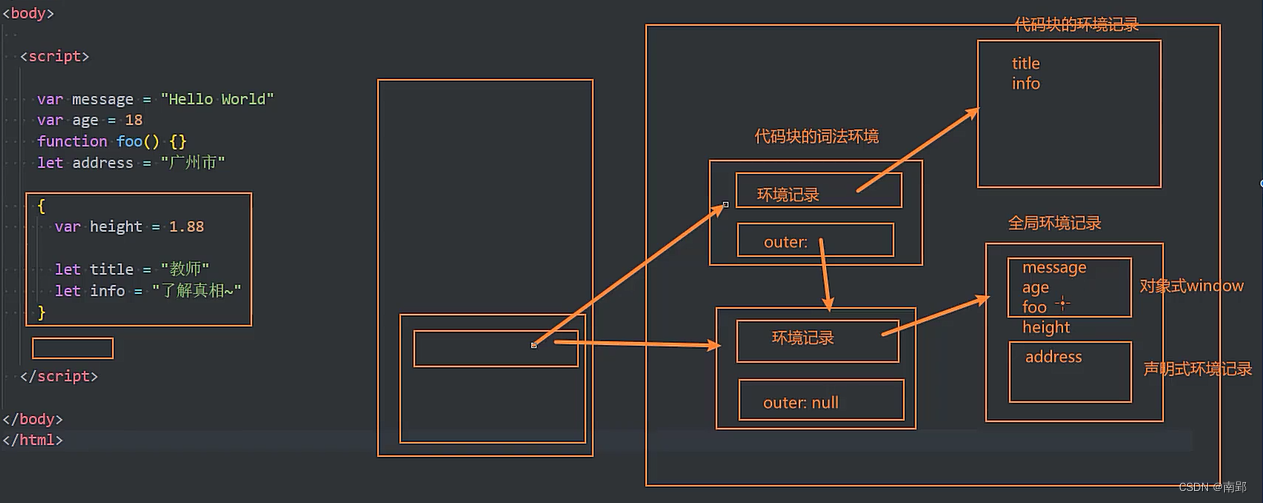 <body>
<script>
var message = "Hello World"
var age = 18
function foo() {}
let address = "广州市"
{
var height = 1.88
let title = "教师"
let info = "了解真相~"
}
</script>
</body>
</html>
代码块的环境记录
title
info
代码块的词法环境
环境记录
outer:
环境记录
outer: null
全局环境记录
message
age
foo
height
对象式window
address
声明式环境记录
CSDN @南郢